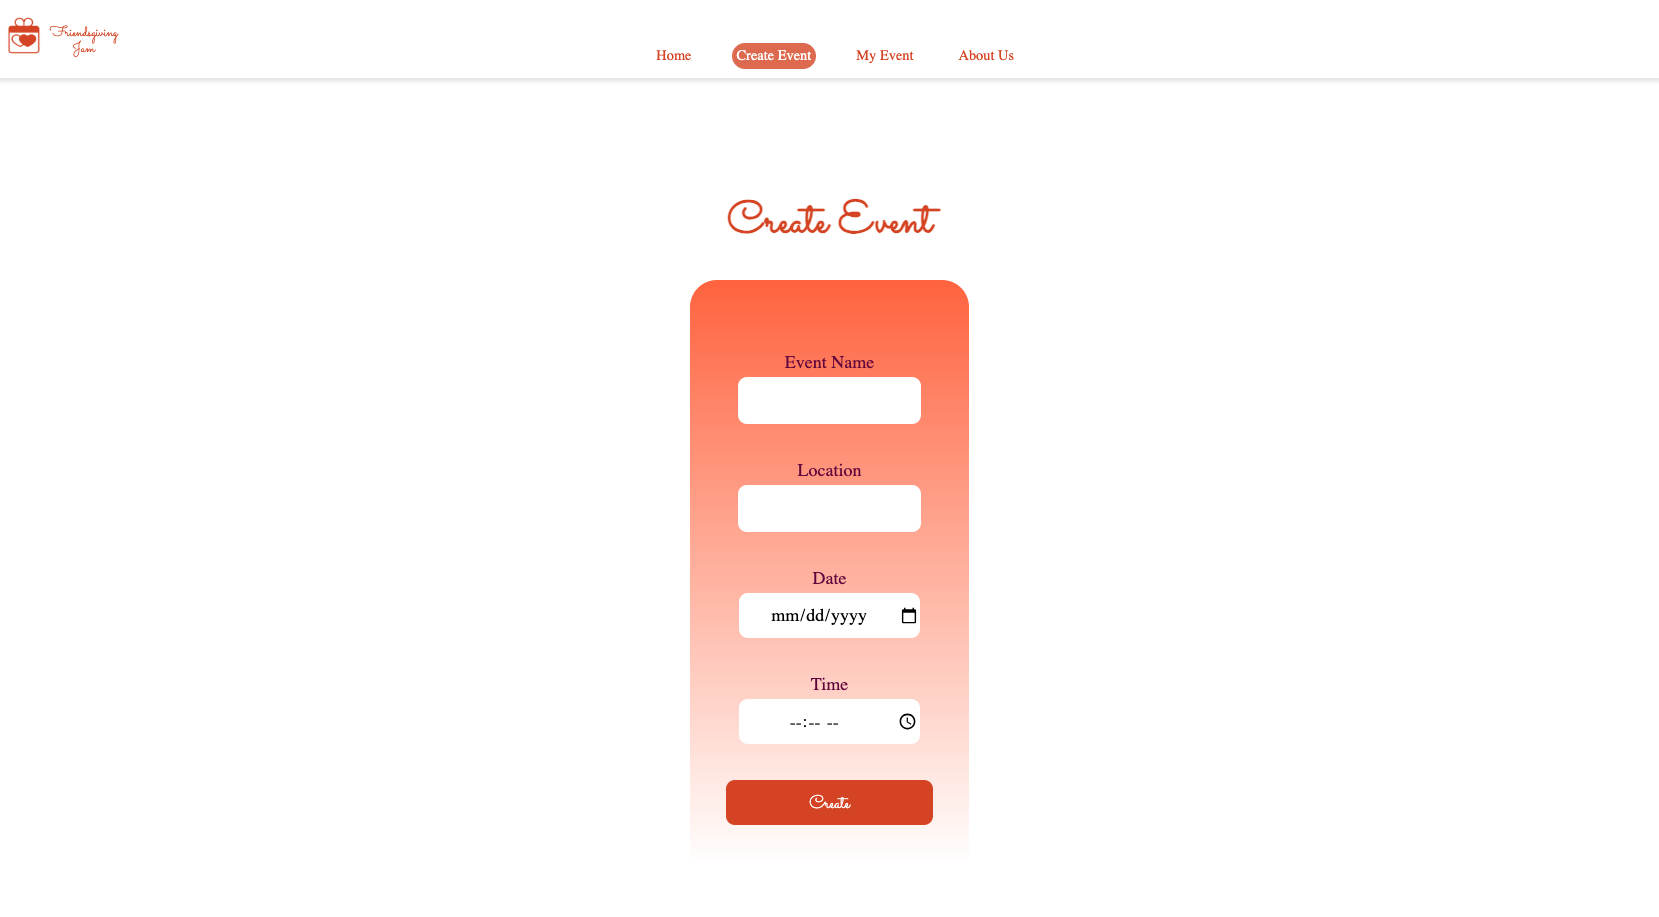 Friendsgiving
Jam
Home
Create Event
My Event
About Us
Create Event
Event Name
Location
Date
mm/dd/yyyy
Time
--:-- --
Create